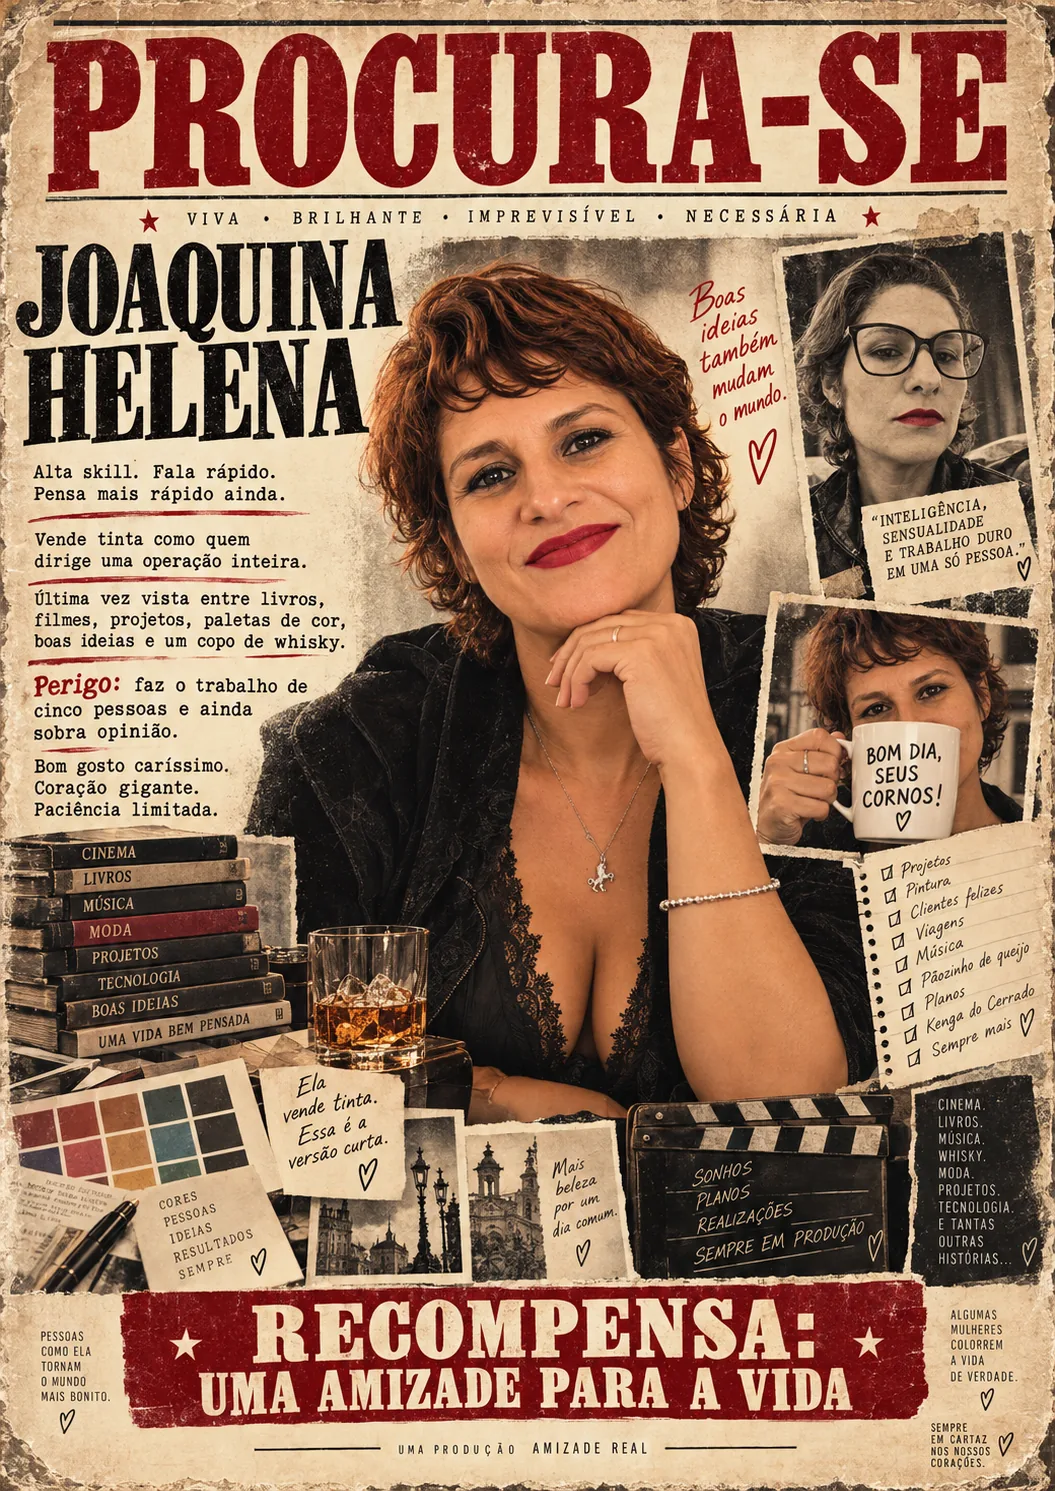 PROCURA-SE
VIVA • BRILHANTE • IMPREVISÍVEL • NECESSÁRIA
JOAQUINA
HELENA
Alta skill. Fala rápido.
Pensa mais rápido ainda.
Vende tinta como quem
dirige uma operação inteira.
Última vez vista entre livros,
filmes, projetos, paletas de cor,
boas ideias e um copo de whisky.
Perigo: faz o trabalho de
cinco pessoas e ainda
sobra opinião.
Bom gosto caríssimo.
Coração gigante.
Paciência limitada.
Boas
ideias
também
mudam
o mundo.
“INTELIGÊNCIA,
SENSUALIDADE
E TRABALHO DURO
EM UMA SÓ PESSOA.”
BOM DIA,
SEUS
CORNOS!
CINEMA
LIVROS
MÚSICA
MODA
PROJETOS
TECNOLOGIA
BOAS IDEIAS
UMA VIDA BEM PENSADA
Projetos
Pintura
Clientes felizes
Viagens
Música
Pãozinho de queijo
Planos
Kenga do Cerrado
Sempre mais
Ela
vende tinta.
Essa é a
versão curta.
CORES
PESSOAS
IDEIAS
RESULTADOS
SEMPRE
Mais
beleza
por um
dia comum.
SONHOS
PLANOS
REALIZAÇÕES
SEMPRE EM PRODUÇÃO
CINEMA.
LIVROS.
MÚSICA.
WHISKY.
MODA.
PROJETOS.
TECNOLOGIA.
E TANTAS
OUTRAS
HISTÓRIAS...
RECOMPENSA:
UMA AMIZADE PARA A VIDA
PESSOAS
COMO ELA
TORNAM
O MUNDO
MAIS BONITO.
ALGUMAS
MULHERES
COLORREM
A VIDA
DE VERDADE.
SEMPRE
EM CARTAZ
NOS NOSSOS
CORAÇÕES.
UMA PRODUÇÃO AMIZADE REAL